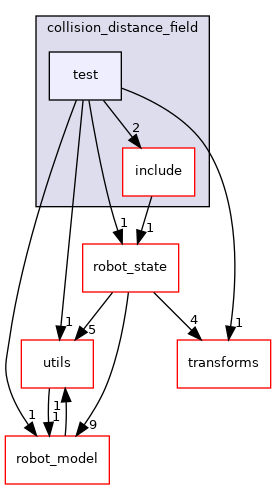 collision_distance_field
test
2
include
1
1
robot_state
1
5
4
1
utils
transforms
1
1
1
9
robot_model